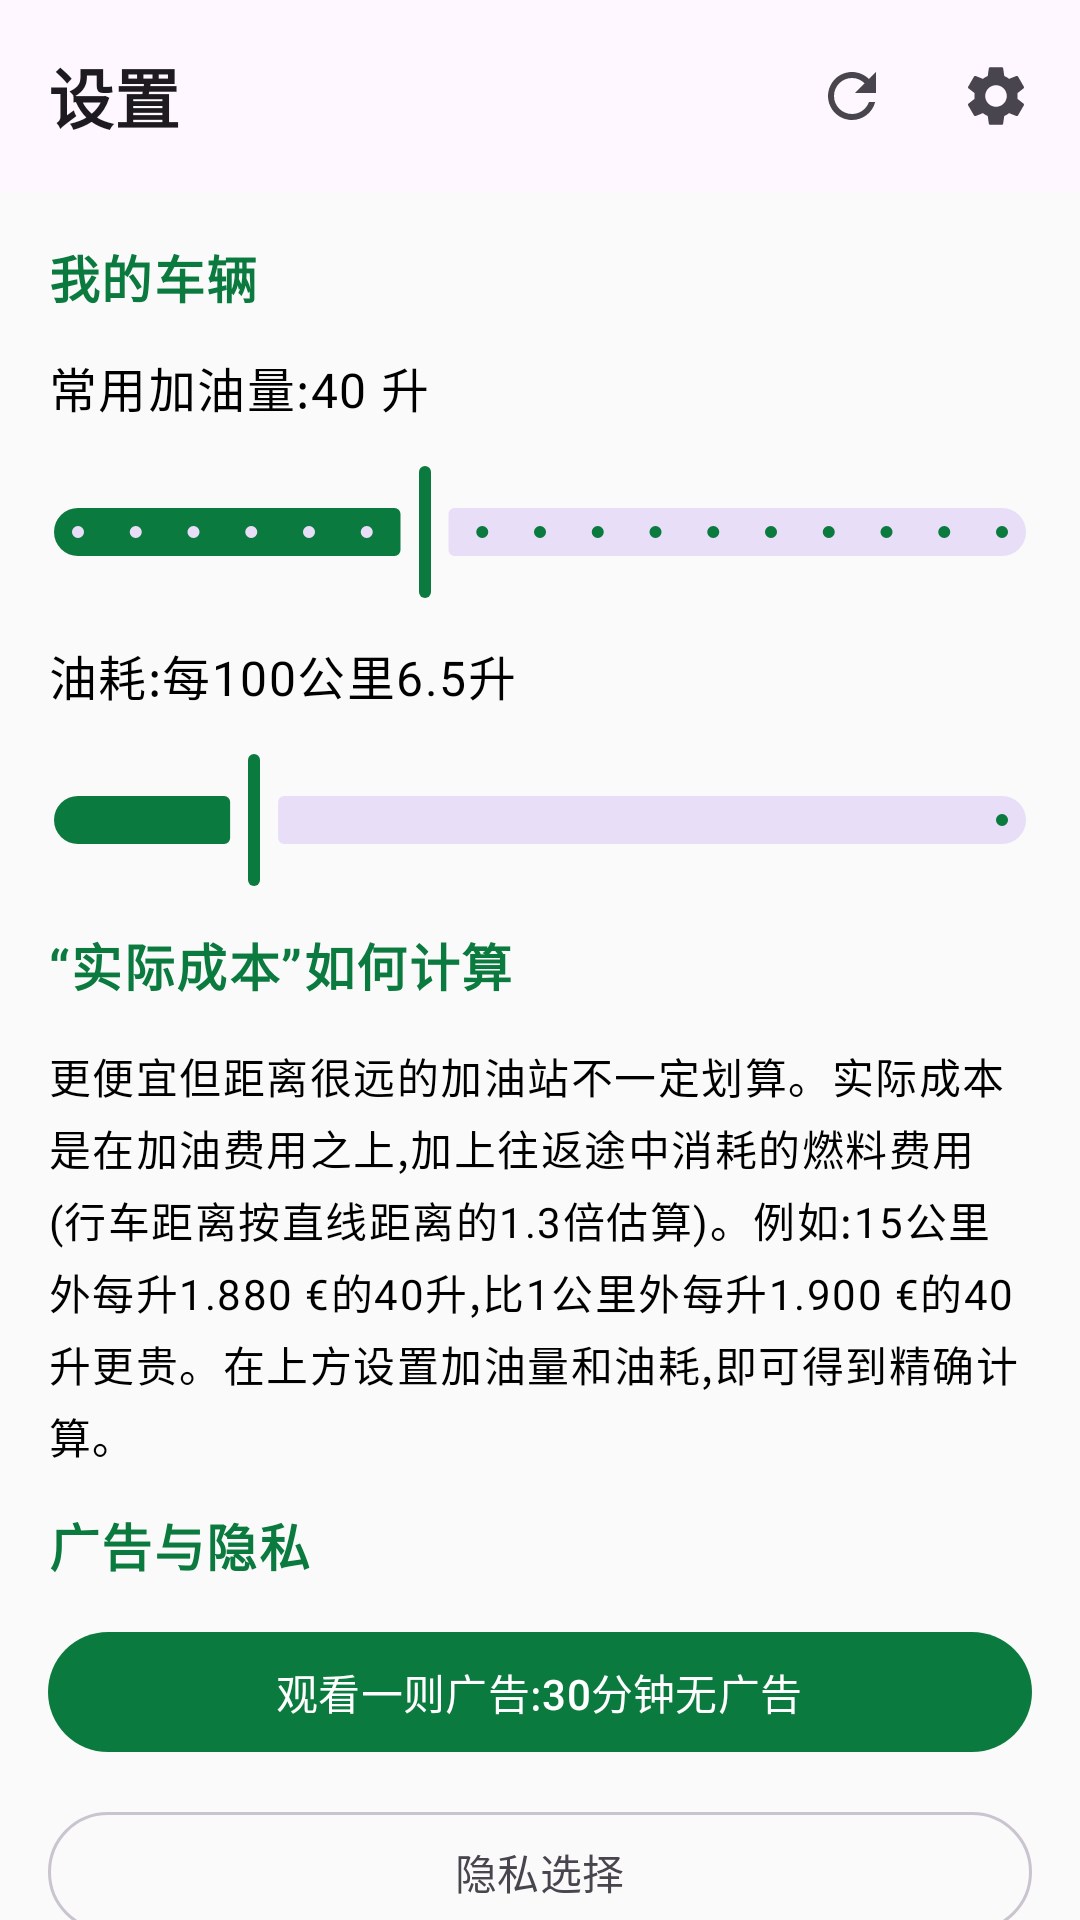 设置
我的车辆
常用加油量:40 升
油耗:每100公里6.5升
“实际成本”如何计算
更便宜但距离很远的加油站不一定划算。实际成本
是在加油费用之上,加上往返途中消耗的燃料费用
(行车距离按直线距离的1.3倍估算)。例如:15公里
外每升1.880 €的40升,比1公里外每升1.900 €的40
升更贵。在上方设置加油量和油耗,即可得到精确计
算。
广告与隐私
观看一则广告:30分钟无广告
隐私选择